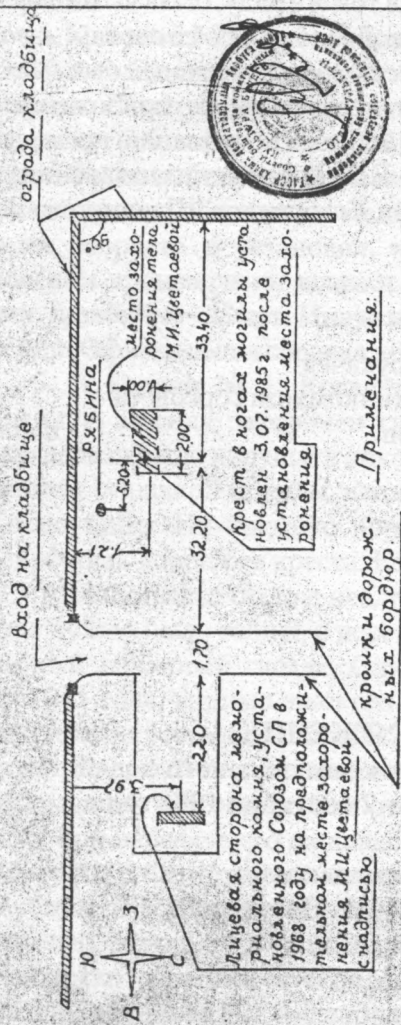 ограда кладбища
Вход на кладбище
90°
РЯБИНА
место захо-
ронения тела
М.И. Цветаевой
1,00
2,00
5,20
1,21
33,40
32,20
1.70
2,20
3.92
Крест в ногах могилы уста
новлен 3.07.1985 г. после
установления места захо-
ронения
Лицевая сторона мемо-
риального камня, уста-
новленного Союзом СП в
1968 году на предположи-
тельном месте захоро-
нения М.И. Цветаевой
с надписью
кромки дорож-
ных бордюр
Примечания:
Ю
В
З
С